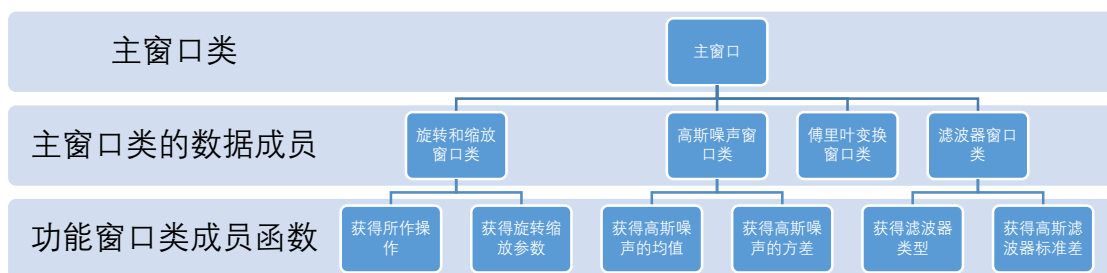 主窗口类
主窗口
主窗口类的数据成员
旋转和缩放
窗口类
高斯噪声窗
口类
傅里叶变换
窗口类
滤波器窗口
类
功能窗口类成员函数
获得所作操
作
获得旋转缩
放参数
获得高斯噪
声的均值
获得高斯噪
声的方差
获得滤波器
类型
获得高斯滤
波器标准差